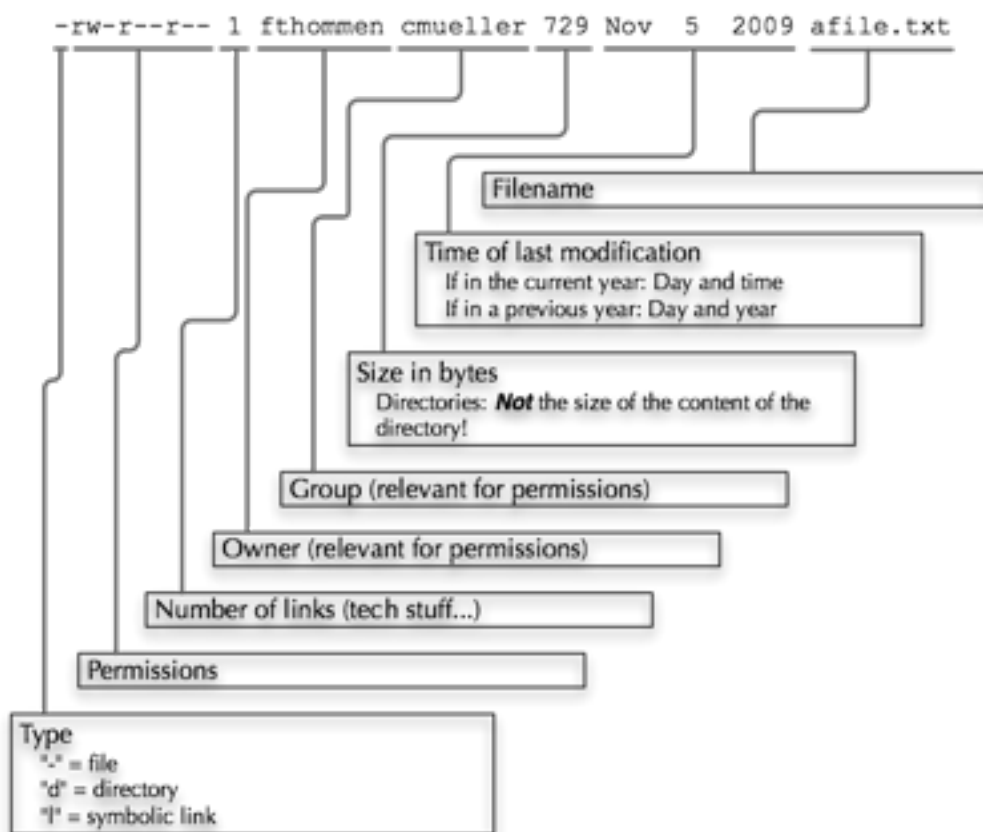 -rw-r--r-- 1 fthommen cmueller 729 Nov 5 2009 afile.txt
Filename
Time of last modification
If in the current year: Day and time
If in a previous year: Day and year
Size in bytes
Directories: Not the size of the content of the
directory!
Group (relevant for permissions)
Owner (relevant for permissions)
Number of links (tech stuff...)
Permissions
Type
"-" = file
"d" = directory
"l" = symbolic link